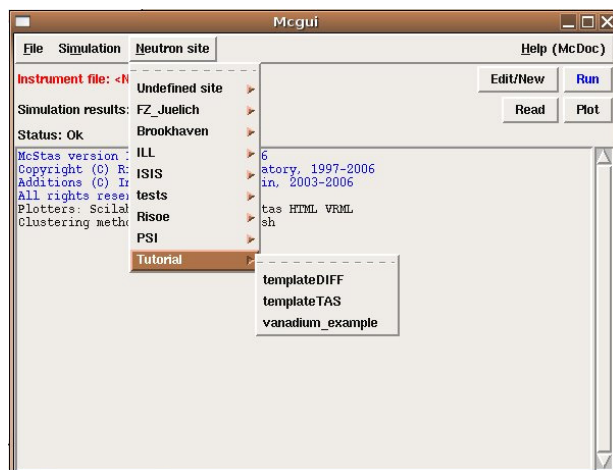 Mcgui
File Simulation Neutron site Help (McDoc)
Instrument file: <N
Edit/New Run
Simulation results:
Read Plot
Status: Ok
Undefined site
FZ_Juelich
Brookhaven
ILL
ISIS
tests
Risoe
PSI
Tutorial
templateDIFF
templateTAS
vanadium_example
McStas version 6
Copyright (C) Ri atory, 1997-2006
Additions (C) In in, 2003-2006
All rights rese
Plotters: Scilab tas HTML VRML
Clustering metho sh